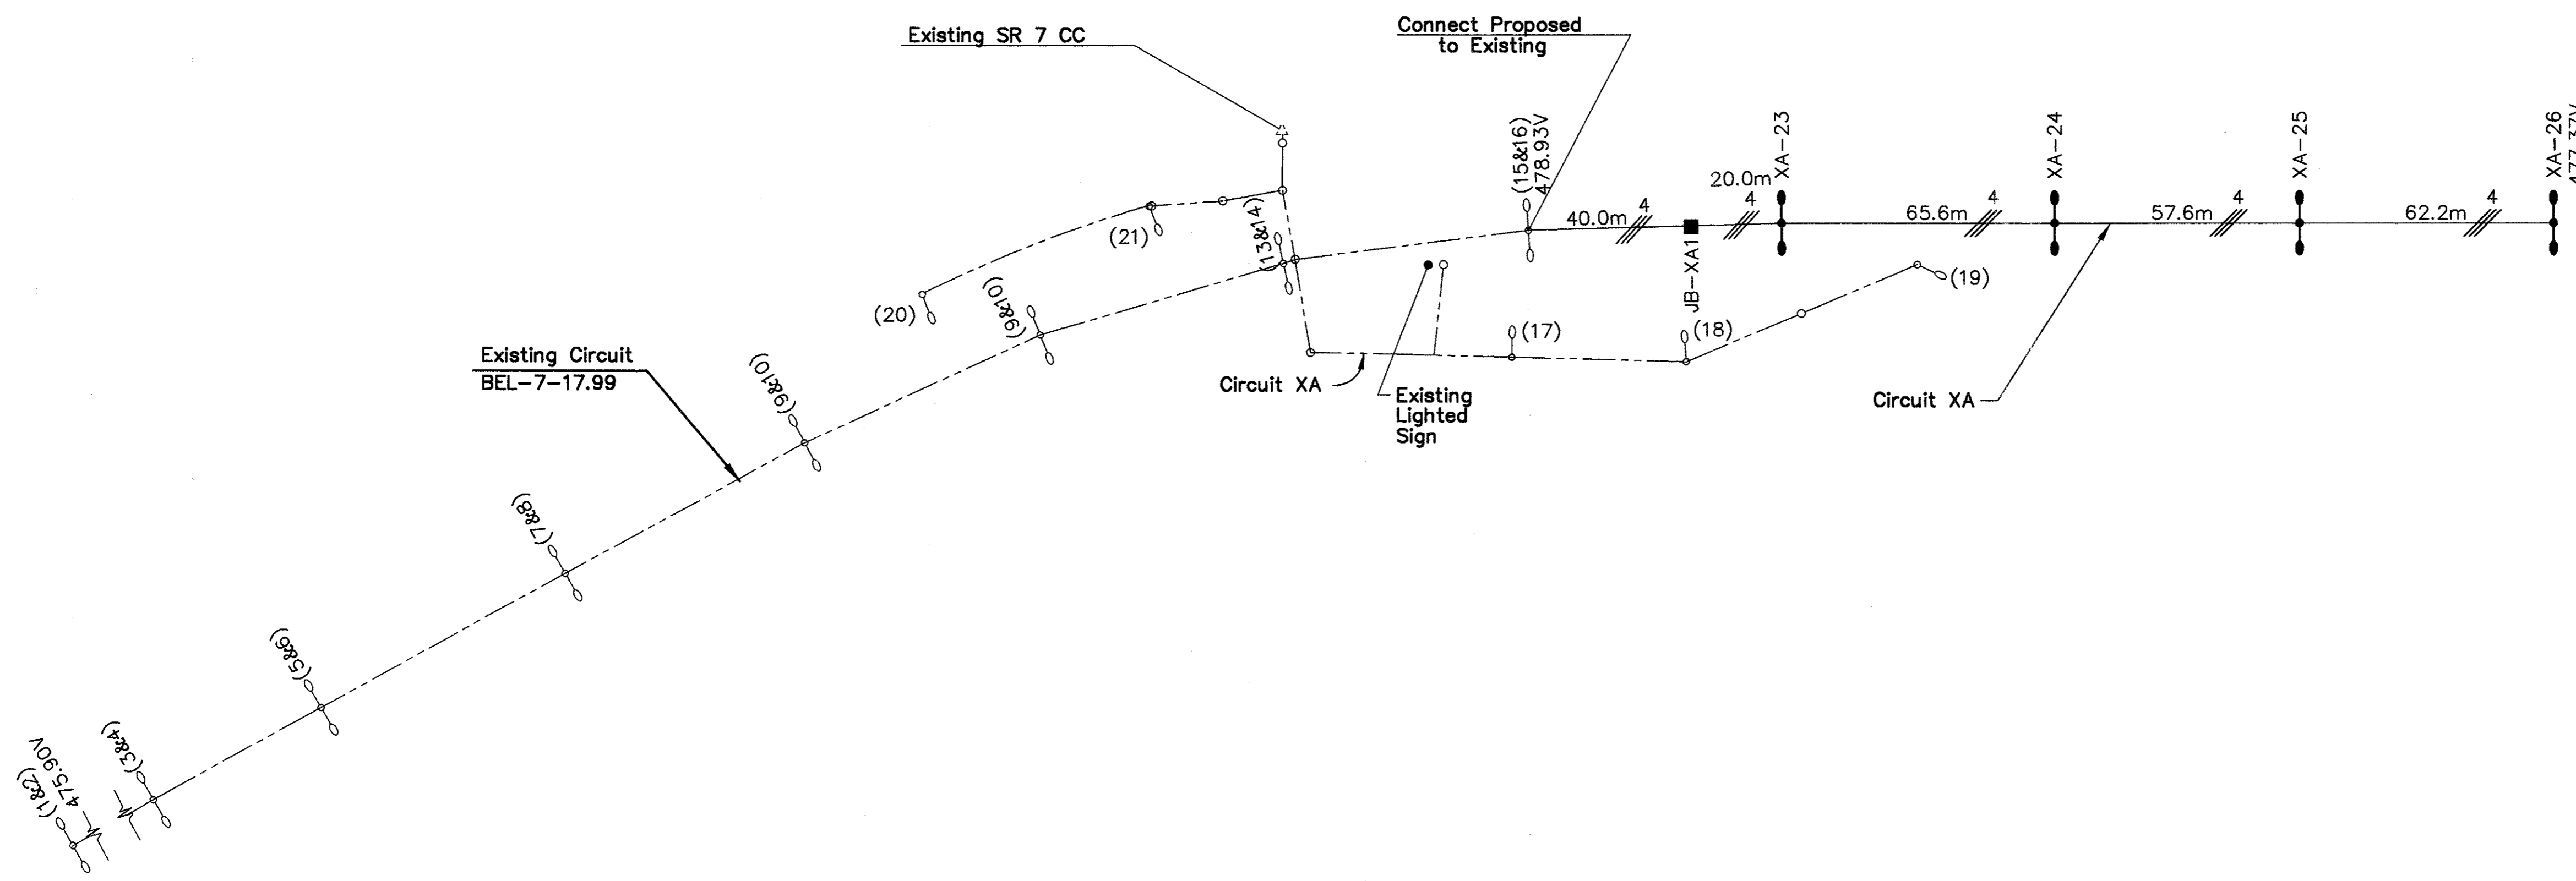 Existing SR 7 CC
Connect Proposed
to Existing
(15&16)
478.93V
XA-23
XA-24
XA-25
XA-26
477.37V
20.0m
4
4
4
4
4
40.0m
65.6m
57.6m
62.2m
JB-XA1
(13&14)
(21)
(20)
(9&10)
(19)
(17)
(18)
Existing Circuit
BEL-7-17.99
Circuit XA
Existing
Lighted
Sign
Circuit XA
(9&10)
(7&8)
(5&6)
(3&4)
(1&2)
475.90V